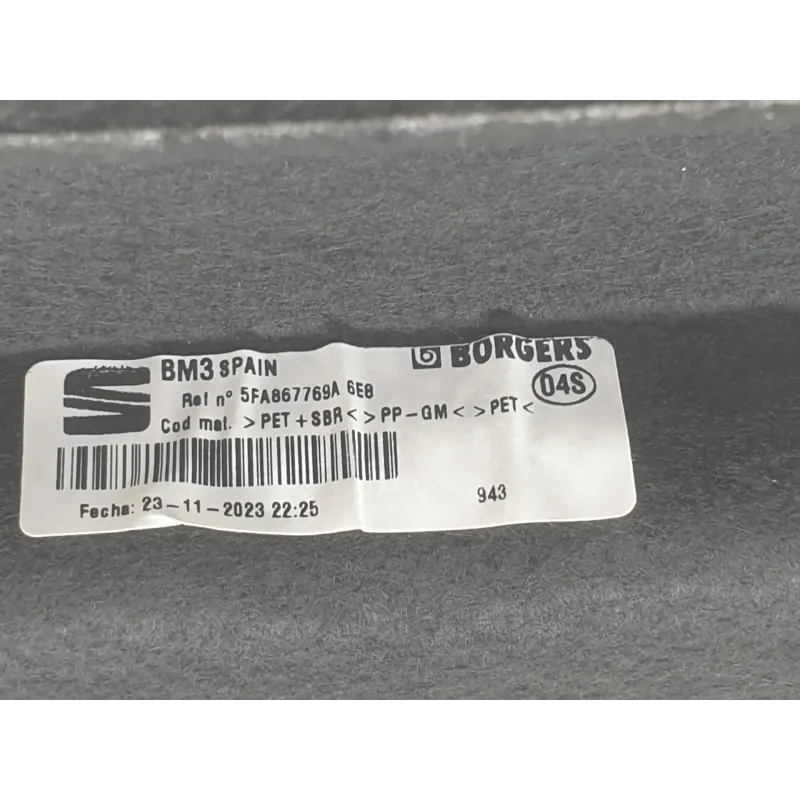 BM3 SPAIN
BORGERS
Ref nº 5FA867769A 6E8
04S
Cod mat. >PET+SBR<>PP-GM<>PET<
Fecha: 23-11-2023 22:25
943